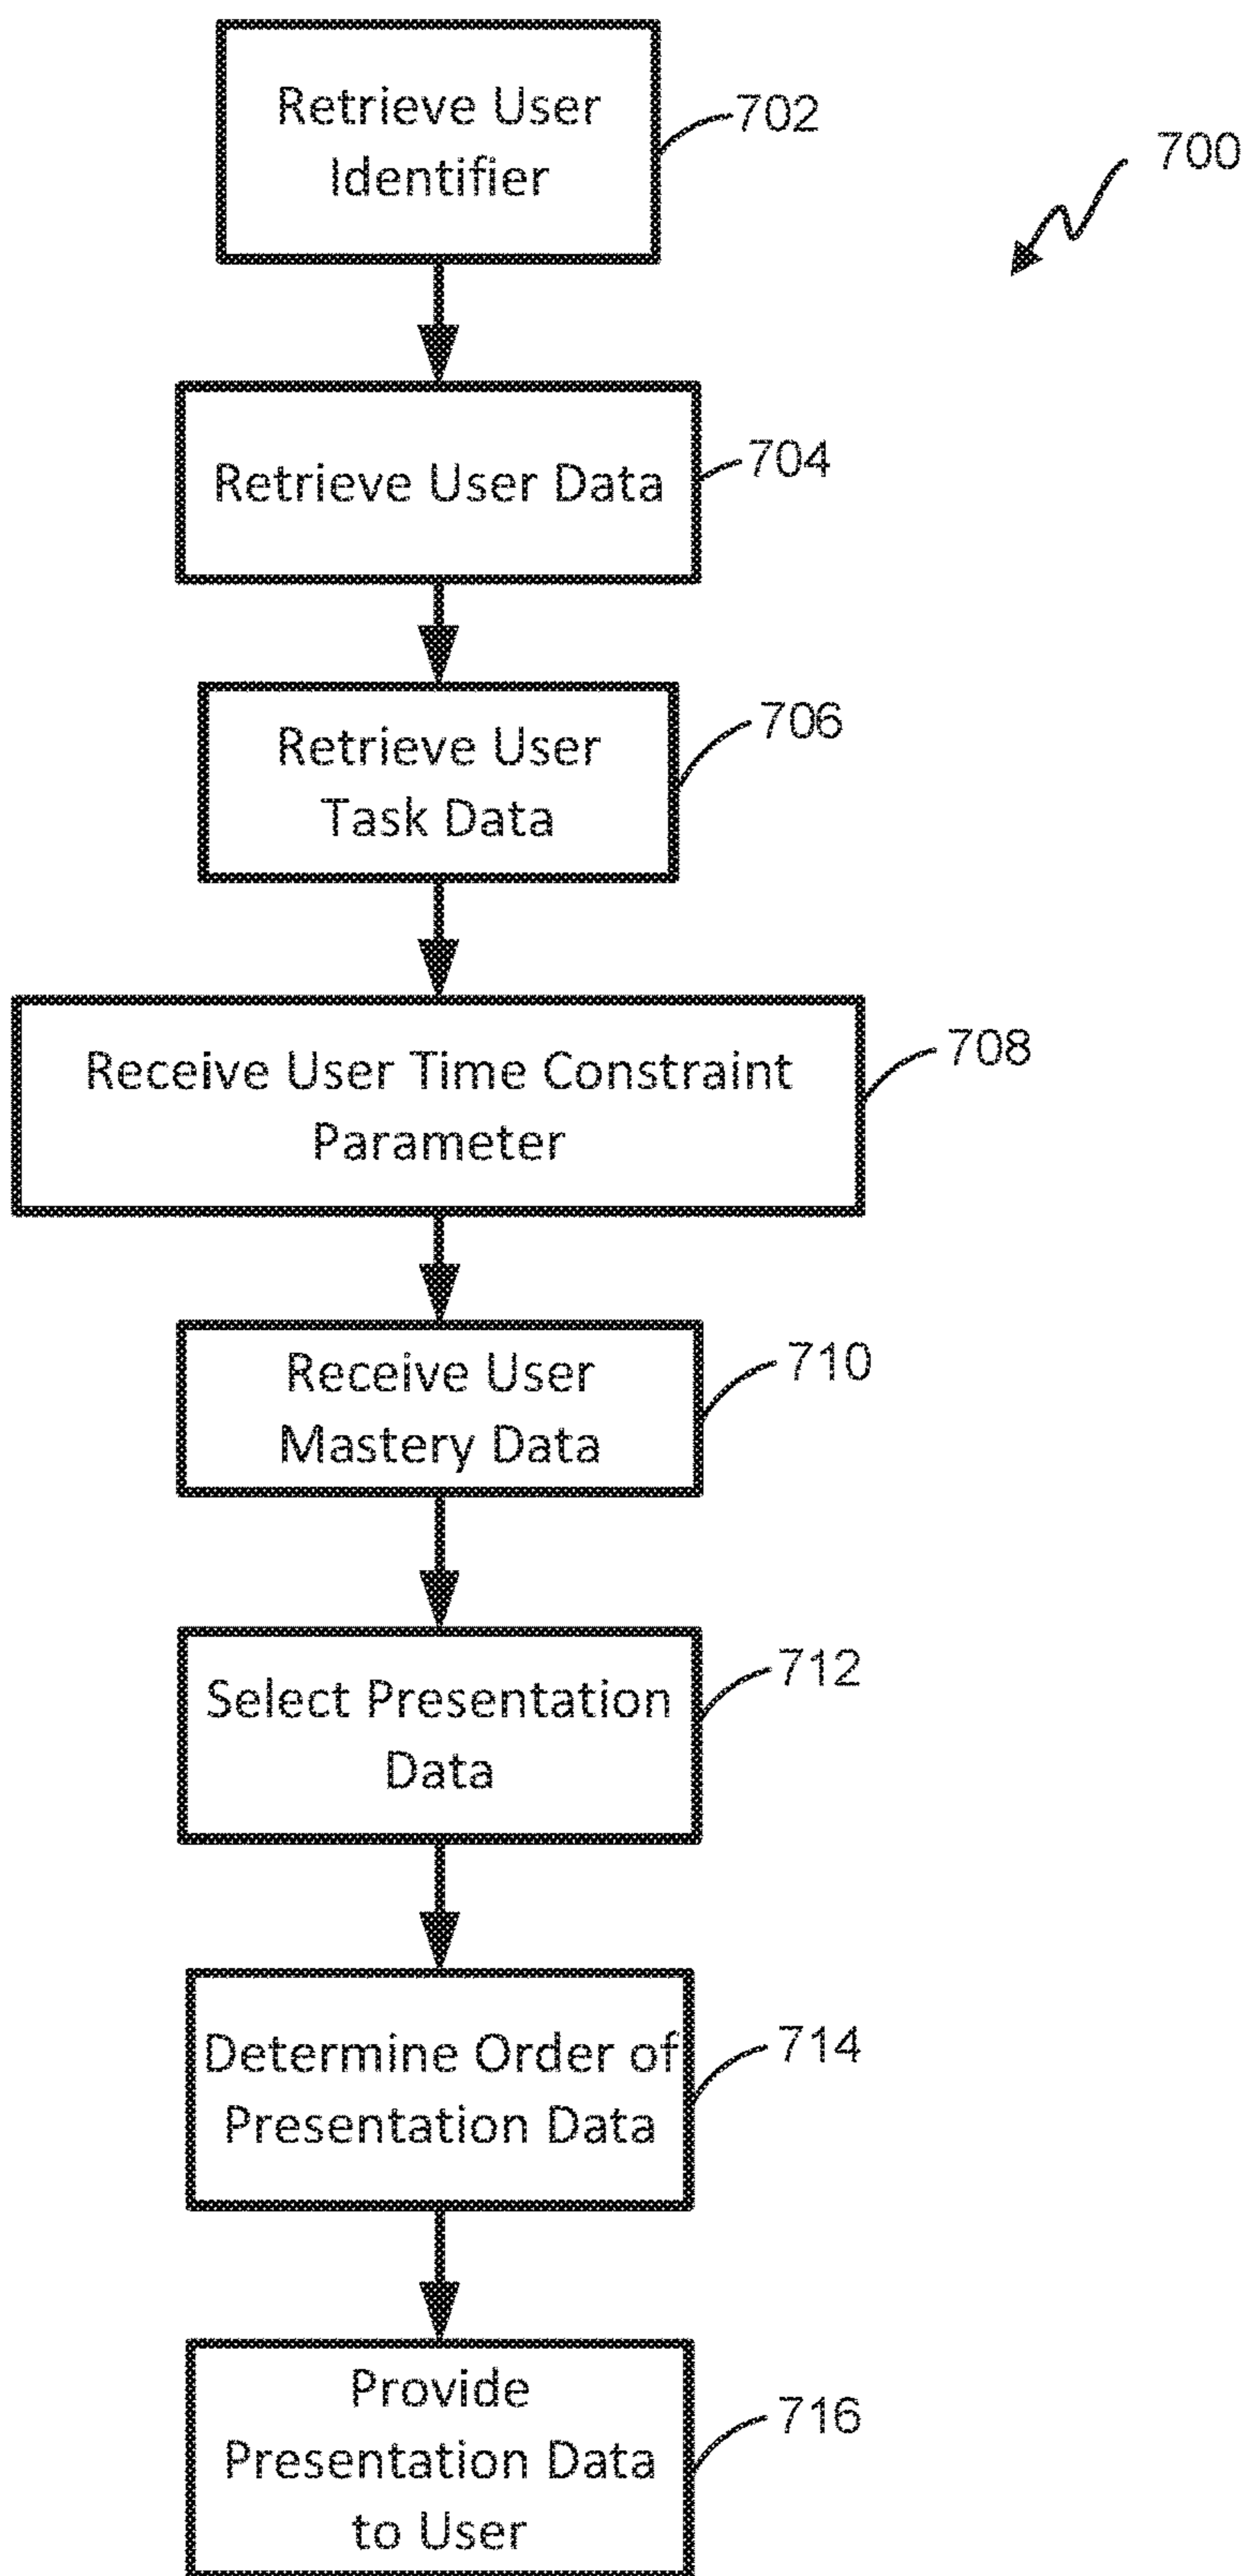 Retrieve User
Identifier
702
700
Retrieve User Data
704
Retrieve User
Task Data
706
Receive User Time Constraint
Parameter
708
Receive User
Mastery Data
710
Select Presentation
Data
712
Determine Order of
Presentation Data
714
Provide
Presentation Data
to User
716